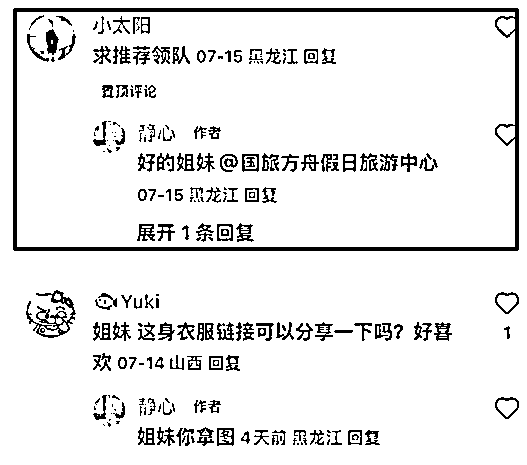 小太阳
求推荐领队 07-15 黑龙江 回复
置顶评论
静心 作者
好的姐妹 @国旅方舟假日旅游中心
07-15 黑龙江 回复
展开 1 条回复
Yuki
姐妹 这身衣服链接可以分享一下吗？好喜
1
欢 07-14 山西 回复
静心 作者
姐妹你拿图 4天前 黑龙江 回复